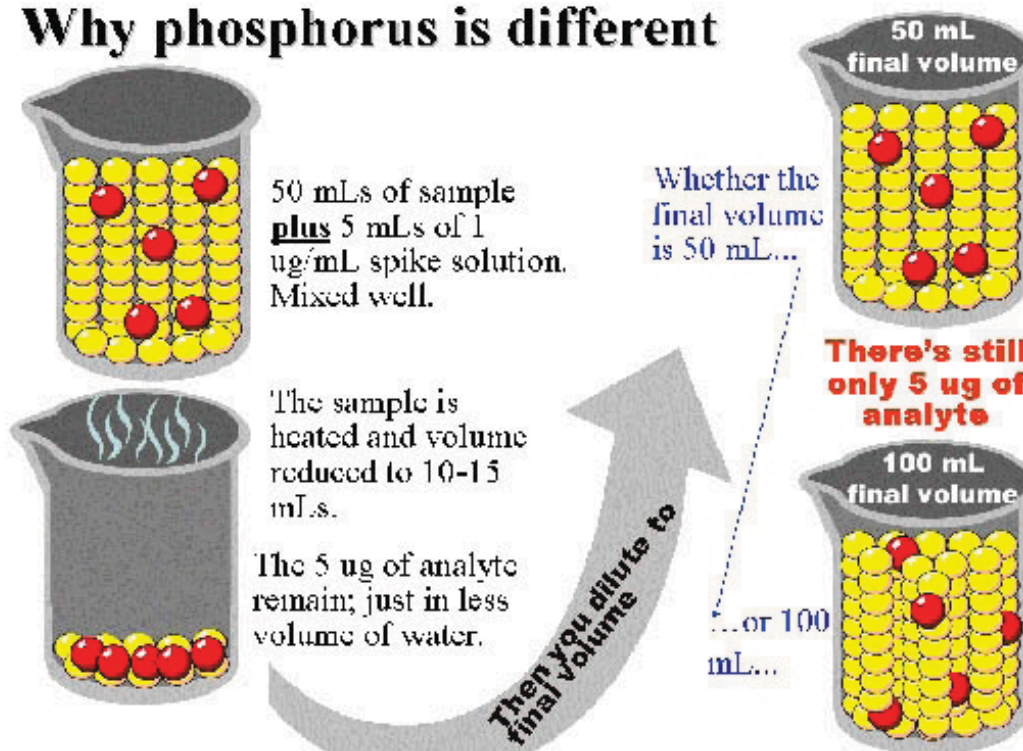 Why phosphorus is different
50 mLs of sample
plus 5 mLs of 1
ug/mL spike solution.
Mixed well.
The sample is
heated and volume
reduced to 10-15
mLs.
The 5 ug of analyte
remain; just in less
volume of water.
Then you dilute to
final volume
50 mL
final volume
Whether the
final volume
is 50 mL...
There's still
only 5 ug of
analyte
100 mL
final volume
...or 100
mL...